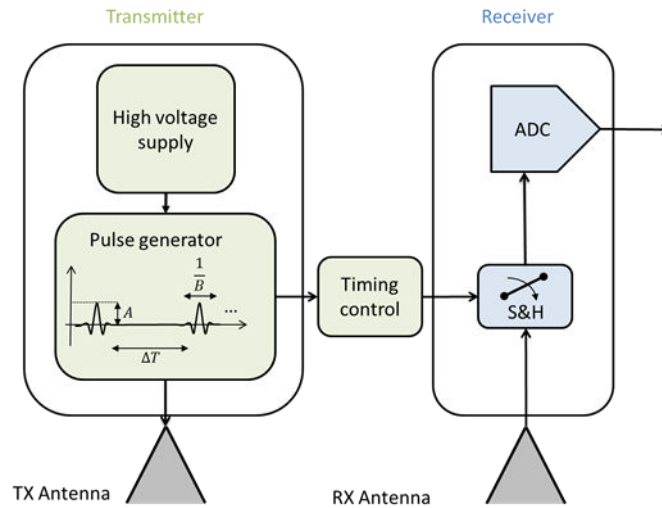 Transmitter
Receiver
High voltage
supply
ADC
Pulse generator
1
B
A
...
ΔT
Timing
control
S&H
TX Antenna
RX Antenna